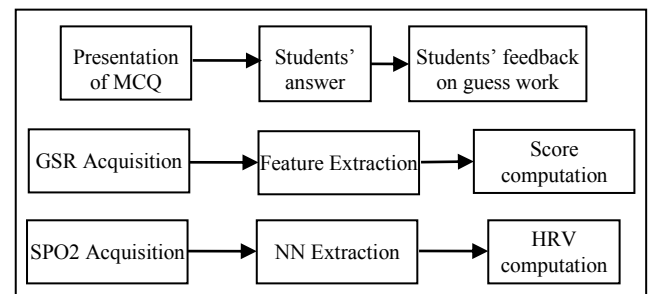 Presentation
of MCQ
Students’
answer
Students’ feedback
on guess work
GSR Acquisition
Feature Extraction
Score
computation
SPO2 Acquisition
NN Extraction
HRV
computation